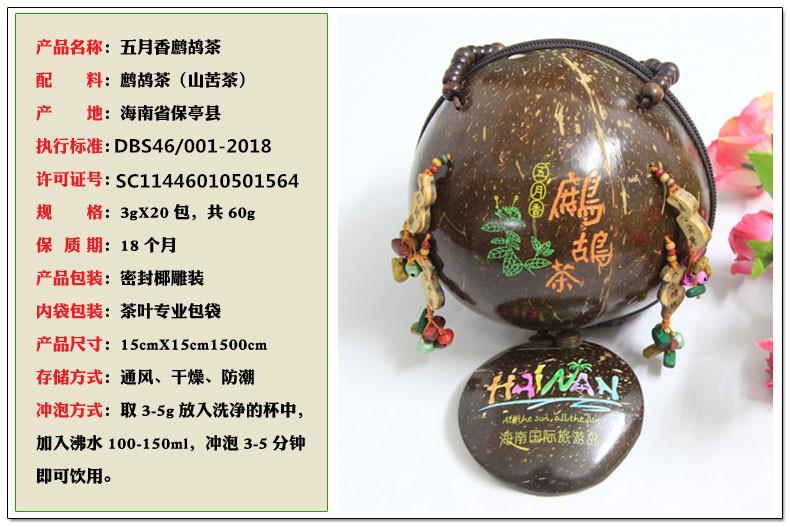 产品名称：五月香鹧鸪茶
配　料：鹧鸪茶（山苦茶）
产　地：海南省保亭县
执行标准：DBS46/001-2018
许可证号：SC11446010501564
规　格：3gX20 包，共 60g
保 质 期：18 个月
产品包装：密封椰雕装
内袋包装：茶叶专业包袋
产品尺寸：15cmX15cm1500cm
存储方式：通风、干燥、防潮
冲泡方式：取 3-5g 放入洗净的杯中，
加入沸水 100-150ml，冲泡 3-5 分钟
即可饮用。
五月香
鹧鸪茶
HAINAN
海南国际旅游岛